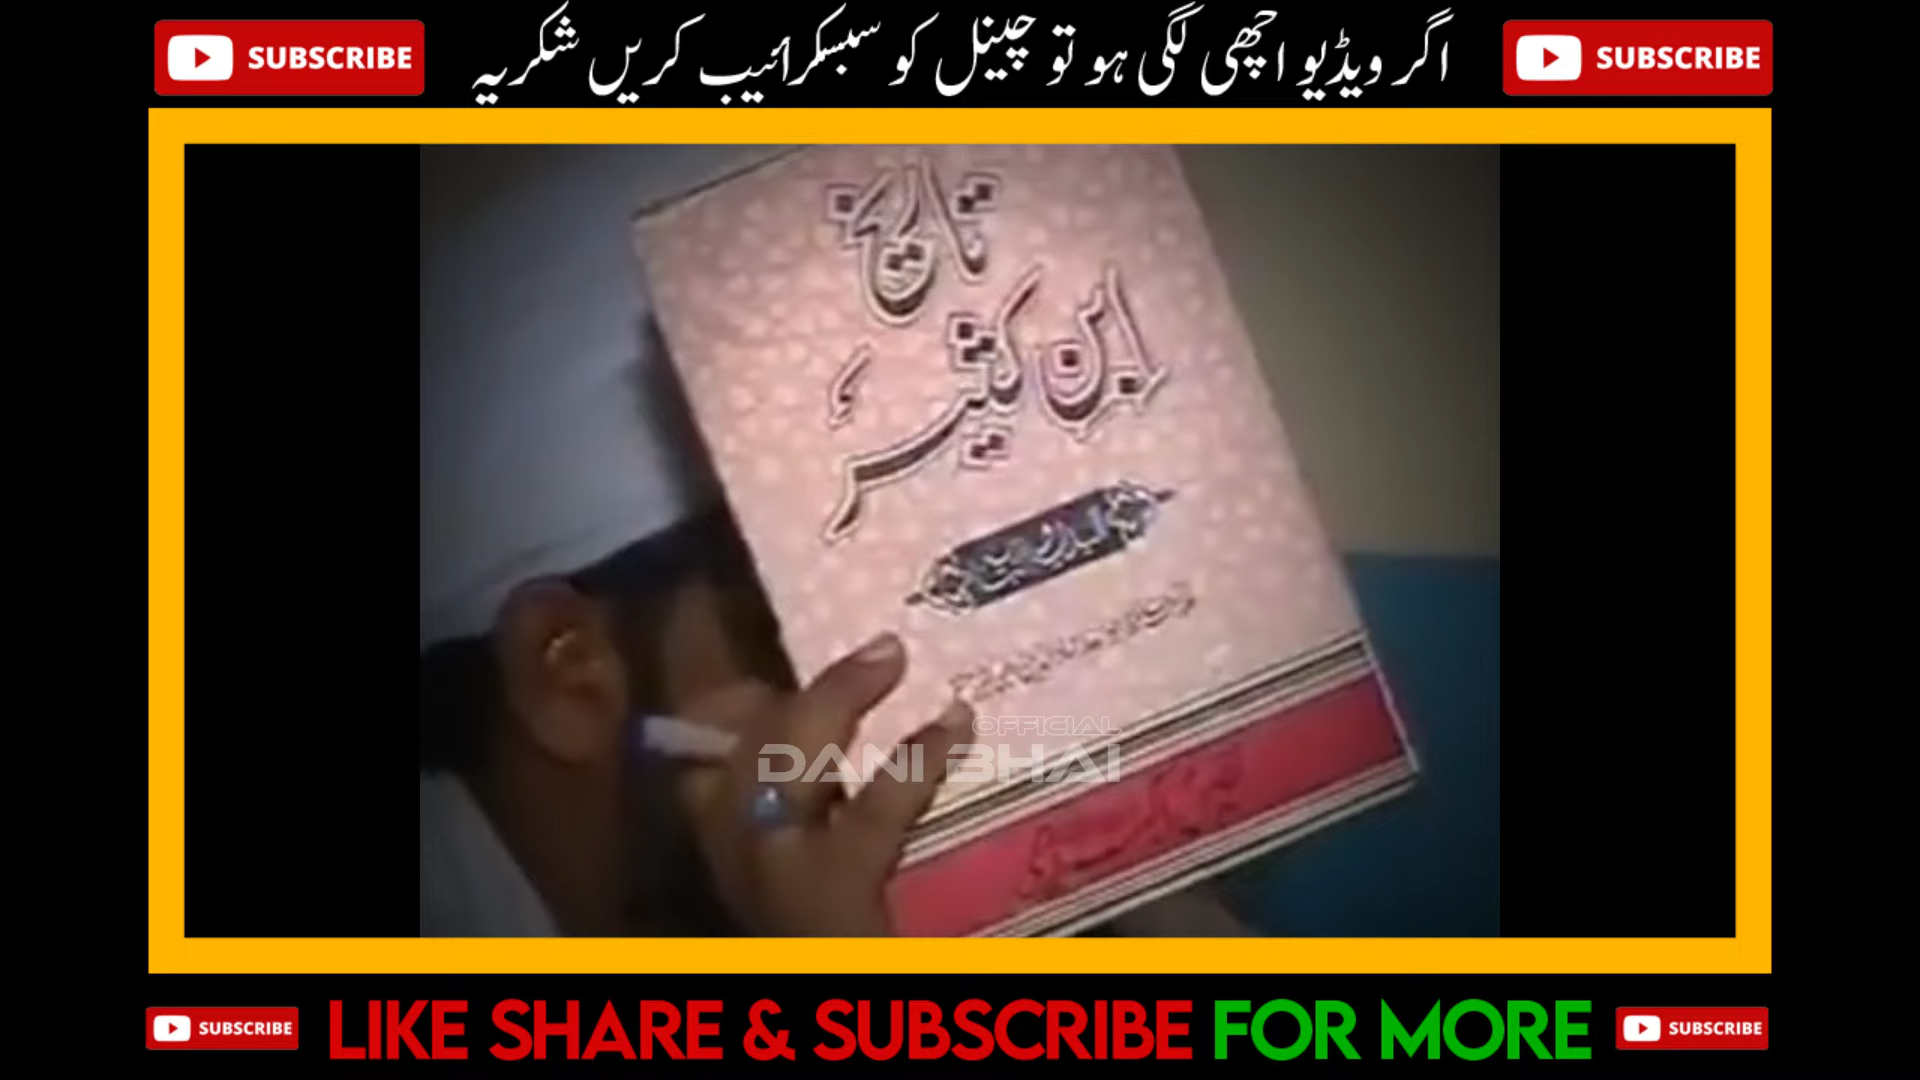 SUBSCRIBE
اگر ویڈیو اچھی لگی ہو تو چینل کو سبسکرائیب کریں شکریہ
SUBSCRIBE
تاریخ
ابن کثیر
OFFICIAL
DANI BHAI
SUBSCRIBE
LIKE SHARE & SUBSCRIBE FOR MORE
SUBSCRIBE